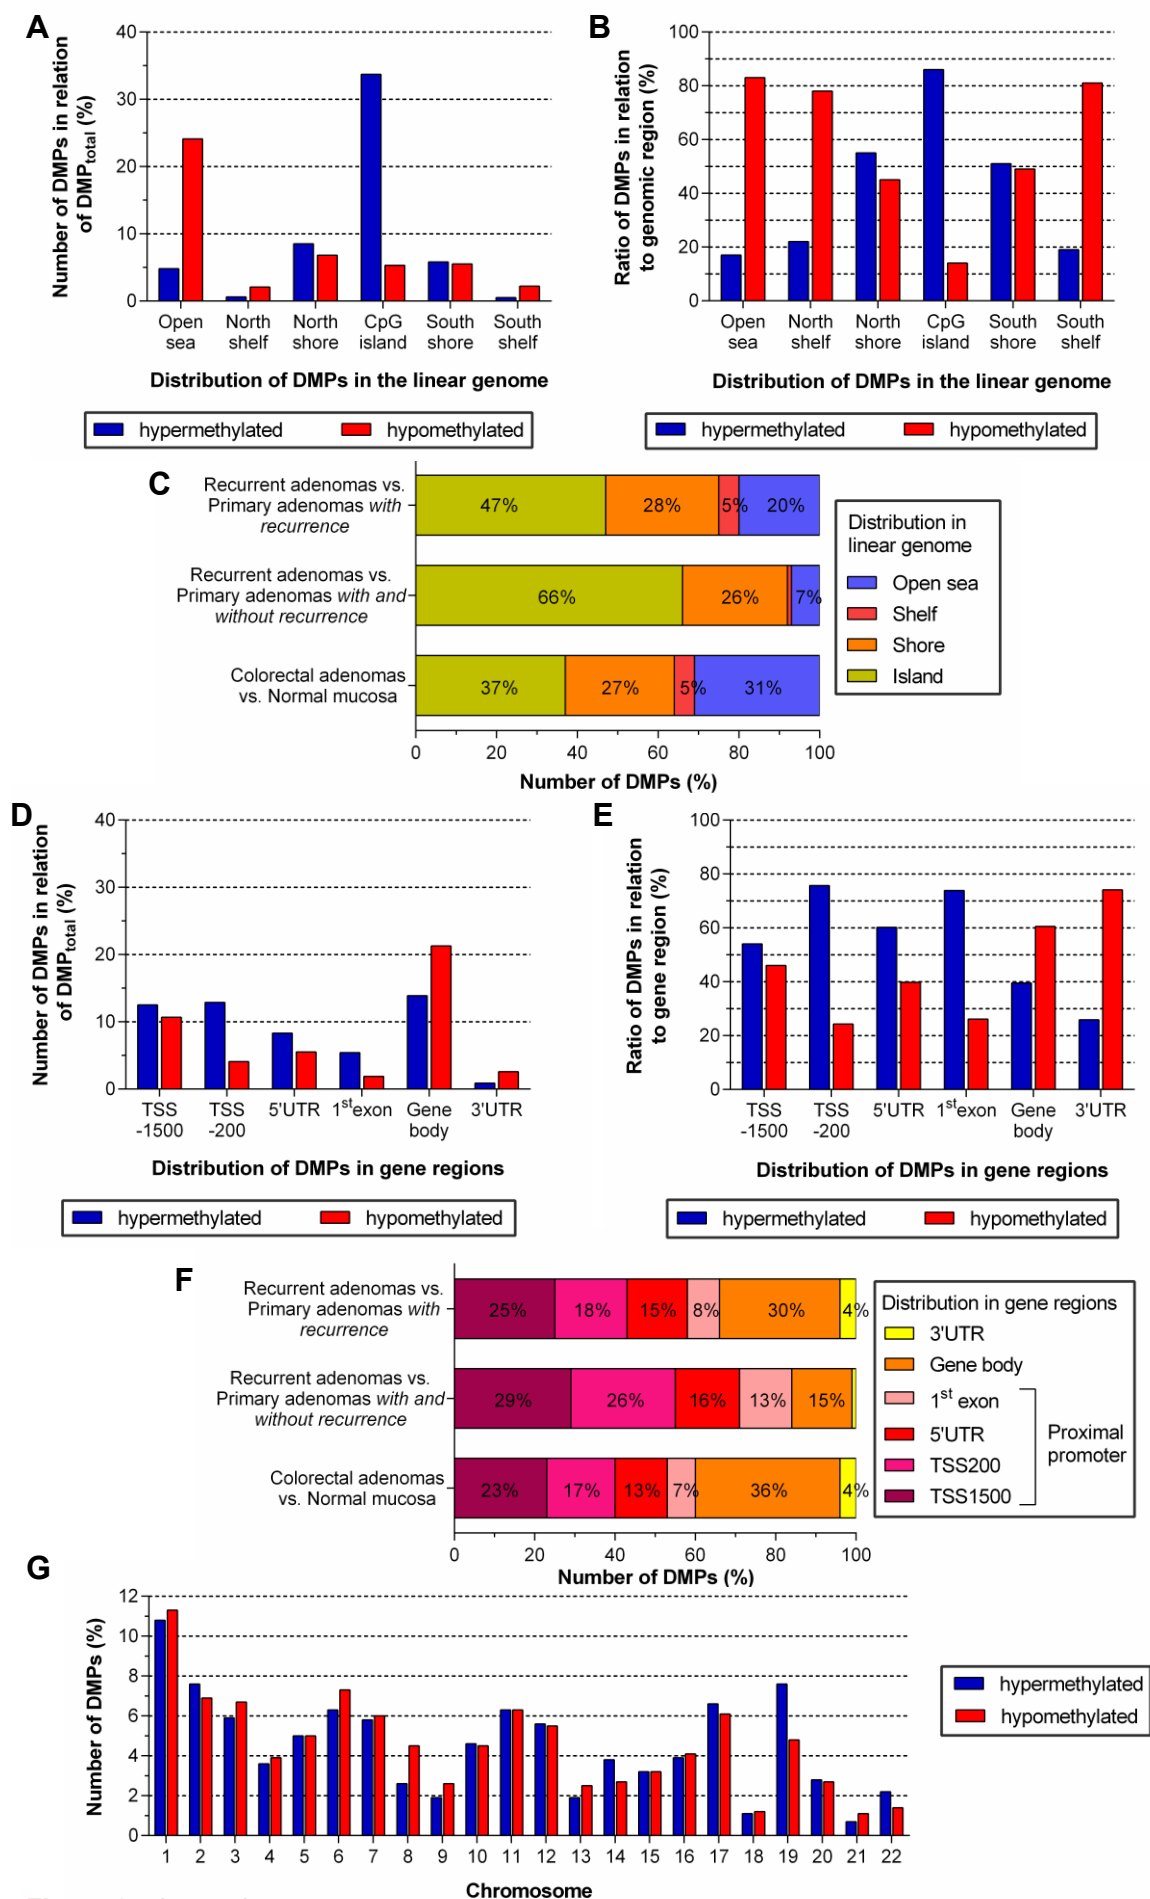 A
Number of DMPs in relation
of DMPtotal (%)
40
30
20
10
0
Open sea
North shelf
North shore
CpG island
South shore
South shelf
Distribution of DMPs in the linear genome
hypermethylated
hypomethylated
B
Ratio of DMPs in relation
to genomic region (%)
100
80
60
40
20
0
Open sea
North shelf
North shore
CpG island
South shore
South shelf
Distribution of DMPs in the linear genome
hypermethylated
hypomethylated
C
Recurrent adenomas vs.
Primary adenomas with
recurrence
47% 28% 5% 20%
Recurrent adenomas vs.
Primary adenomas with and
without recurrence
66% 26% 7%
Colorectal adenomas
vs. Normal mucosa
37% 27% 5% 31%
0 20 40 60 80 100
Number of DMPs (%)
Distribution in
linear genome
Open sea
Shelf
Shore
Island
D
Number of DMPs in relation
of DMPtotal (%)
40
30
20
10
0
TSS -1500
TSS -200
5'UTR
1st exon
Gene body
3'UTR
Distribution of DMPs in gene regions
hypermethylated
hypomethylated
E
Ratio of DMPs in relation
to gene region (%)
100
80
60
40
20
0
TSS -1500
TSS -200
5'UTR
1st exon
Gene body
3'UTR
Distribution of DMPs in gene regions
hypermethylated
hypomethylated
F
Recurrent adenomas vs.
Primary adenomas with
recurrence
25% 18% 15% 8% 30% 4%
Recurrent adenomas vs.
Primary adenomas with and
without recurrence
29% 26% 16% 13% 15%
Colorectal adenomas
vs. Normal mucosa
23% 17% 13% 7% 36% 4%
0 20 40 60 80 100
Number of DMPs (%)
Distribution in gene regions
3'UTR
Gene body
1st exon
5'UTR
TSS200
TSS1500
Proximal
promoter
G
Number of DMPs (%)
12
10
8
6
4
2
0
1 2 3 4 5 6 7 8 9 10 11 12 13 14 15 16 17 18 19 20 21 22
Chromosome
hypermethylated
hypomethylated